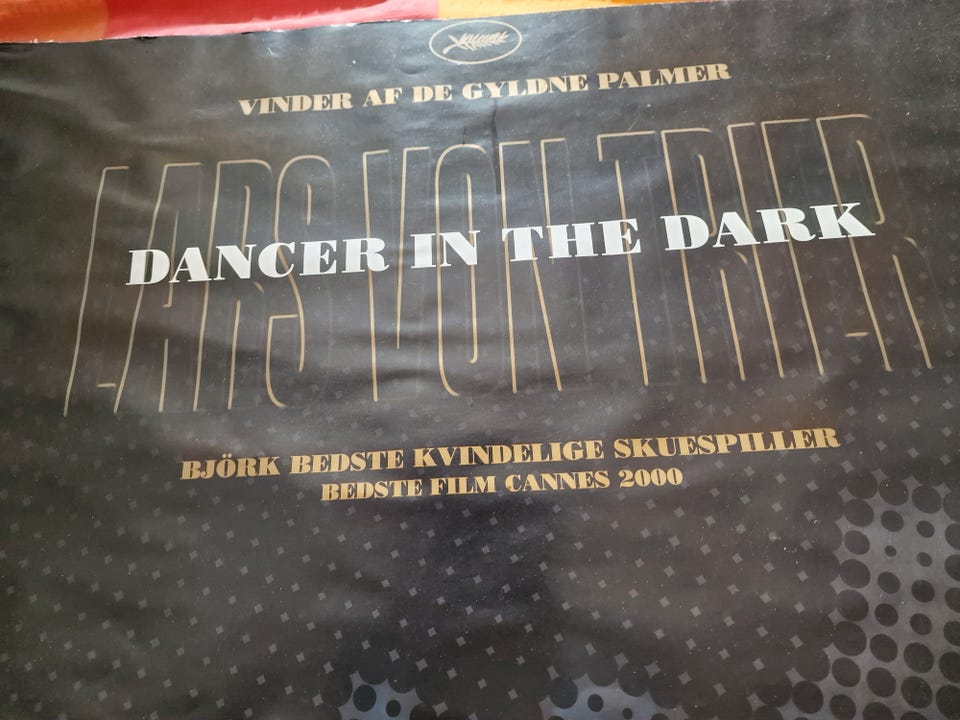 VINDER AF DE GYLDNE PALMER
LARS VON TRIER
DANCER IN THE DARK
BJÖRK BEDSTE KVINDELIGE SKUESPILLER
BEDSTE FILM CANNES 2000